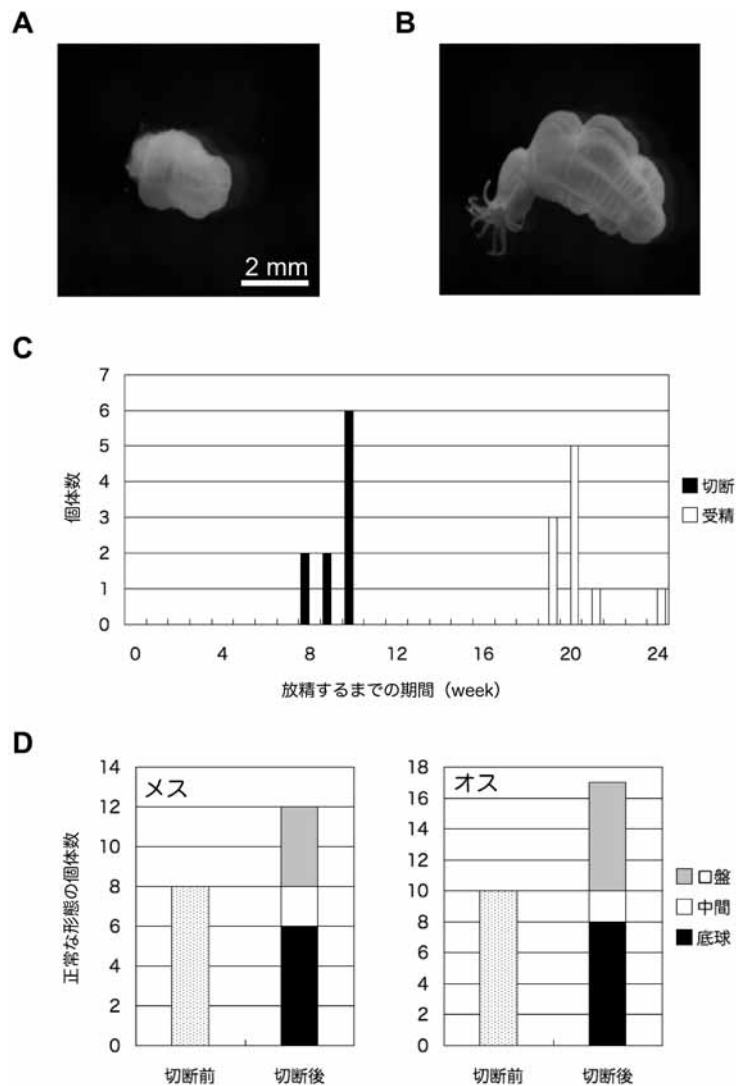 A
B
2 mm
C
個体数
7
6
5
4
3
2
1
0
0 4 8 12 16 20 24
放精するまでの期間（week）
切断
受精
D
正常な形態の個体数
14
12
10
8
6
4
2
0
メス
切断前 切断後
18
16
14
12
10
8
6
4
2
0
オス
切断前 切断後
口盤
中間
底球